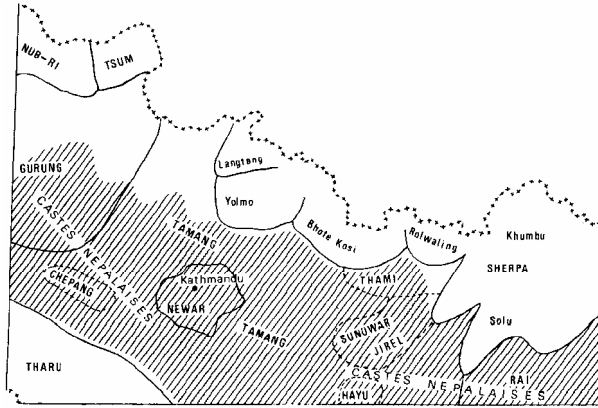 NUB-RI
TSUM
GURUNG
Langtang
Yolmo
Bhote Kosi
Rolwaling
Khumbu
SHERPA
CASTES NEPALAISES
TAMANG
CHEPANG
Kathmandu
NEWAR
THAMI
Solu
TAMANG
SUNUWAR
JIREL
THARU
CASTES NEPALAISES
RAI
HAYU